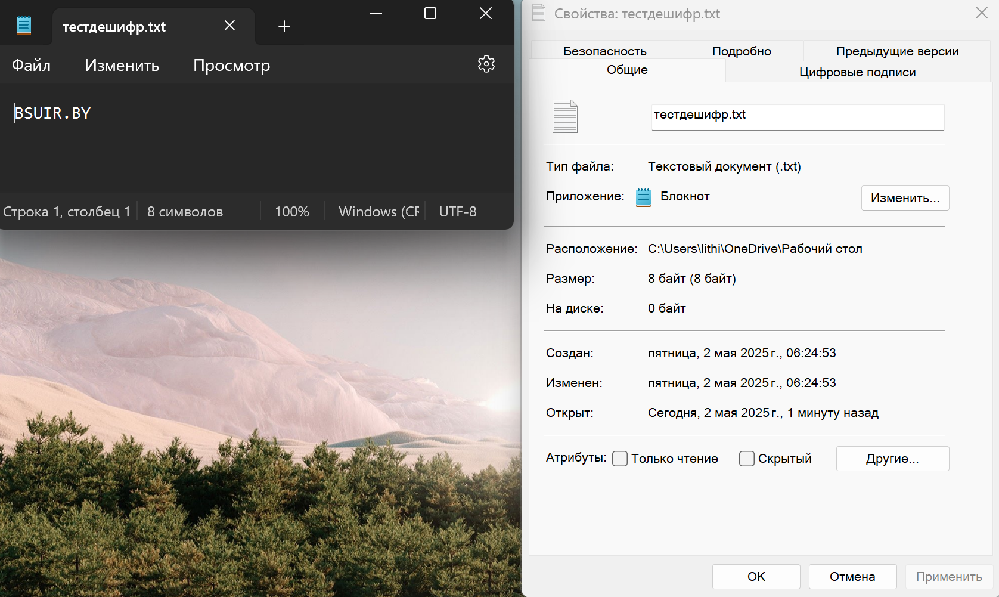 тестдешифр.txt
Файл
Изменить
Просмотр
BSUIR.BY
Строка 1, столбец 1
8 символов
100%
Windows (CF
UTF-8
Свойства: тестдешифр.txt
Безопасность
Подробно
Предыдущие версии
Общие
Цифровые подписи
тестдешифр.txt
Тип файла: Текстовый документ (.txt)
Приложение: Блокнот
Изменить...
Расположение: C:\Users\lithi\OneDrive\Рабочий стол
Размер: 8 байт (8 байт)
На диске: 0 байт
Создан: пятница, 2 мая 2025 г., 06:24:53
Изменен: пятница, 2 мая 2025 г., 06:24:53
Открыт: Сегодня, 2 мая 2025 г., 1 минуту назад
Атрибуты: Только чтение Скрытый
Другие...
OK
Отмена
Применить